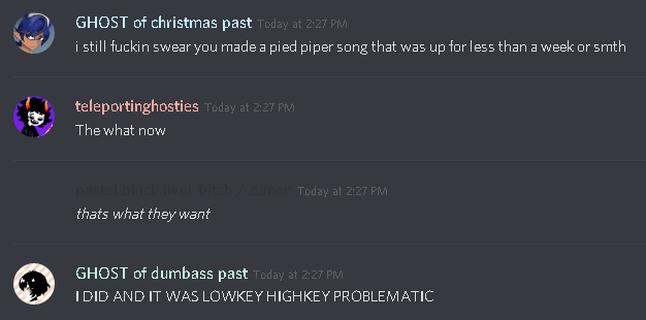 GHOST of christmas past Today at 2:27 PM
i still fuckin swear you made a pied piper song that was up for less than a week or smth
teleportinghosties Today at 2:27 PM
The what now
pastel black liver bitch / Today at 2:27 PM
thats what they want
GHOST of dumbass past Today at 2:27 PM
I DID AND IT WAS LOWKEY HIGHKEY PROBLEMATIC